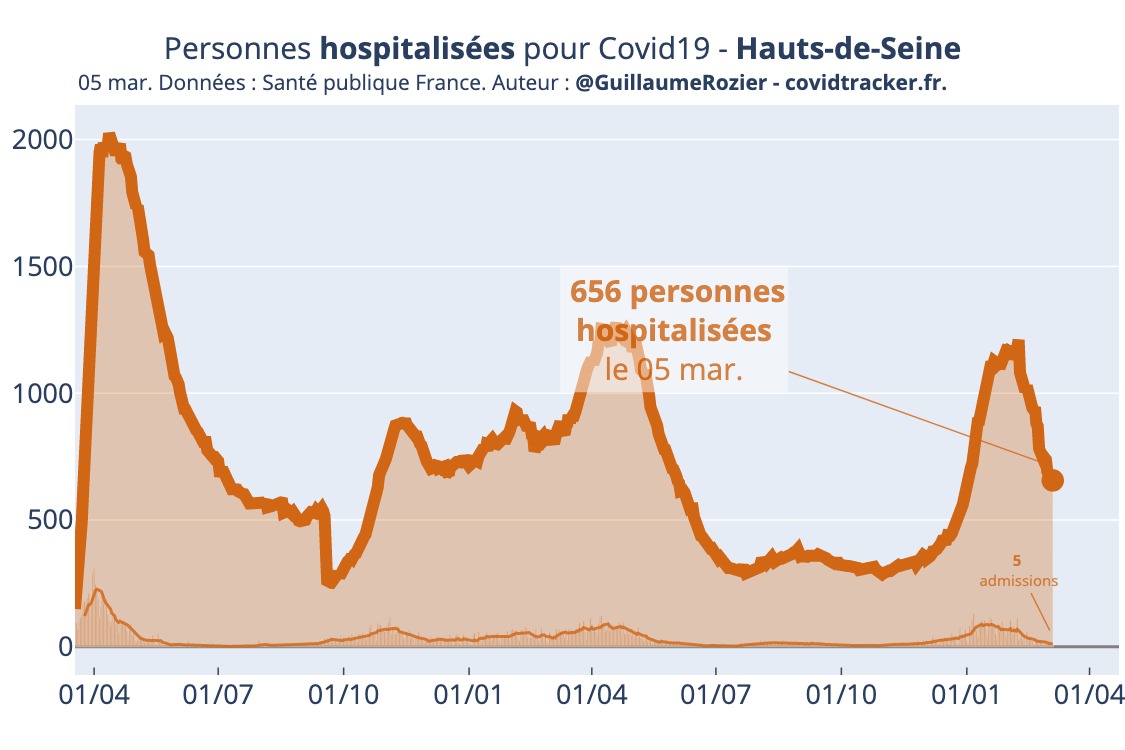 Personnes hospitalisées pour Covid19 - Hauts-de-Seine
05 mar. Données : Santé publique France. Auteur : @GuillaumeRozier - covidtracker.fr.
2000
1500
656 personnes
hospitalisées
le 05 mar.
1000
500
5
admissions
0
01/04 01/07 01/10 01/01 01/04 01/07 01/10 01/01 01/04